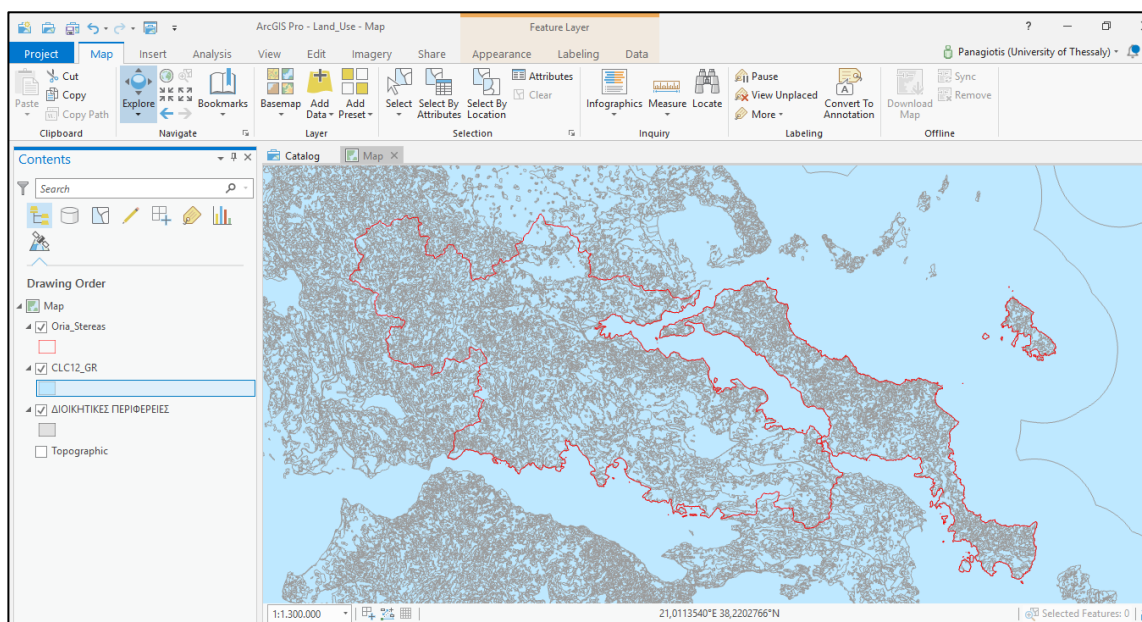 ArcGIS Pro - Land_Use - Map
Feature Layer
?
Project Map Insert Analysis View Edit Imagery Share Appearance Labeling Data
Panagiotis (University of Thessaly)
Paste
Cut
Copy
Copy Path
Clipboard
Explore
Bookmarks
Navigate
Basemap
Add Data
Add Preset
Layer
Select
Select By Attributes
Select By Location
Attributes
Clear
Selection
Infographics
Measure
Locate
Inquiry
Pause
View Unplaced
More
Convert To Annotation
A
Labeling
Download Map
Sync
Remove
Offline
Contents
Search
Drawing Order
Map
Oria_Stereas
CLC12_GR
ΔΙΟΙΚΗΤΙΚΕΣ ΠΕΡΙΦΕΡΕΙΕΣ
Topographic
Catalog
Map
1:1.300.000
21,0113540°E 38,2202766°N
Selected Features: 0